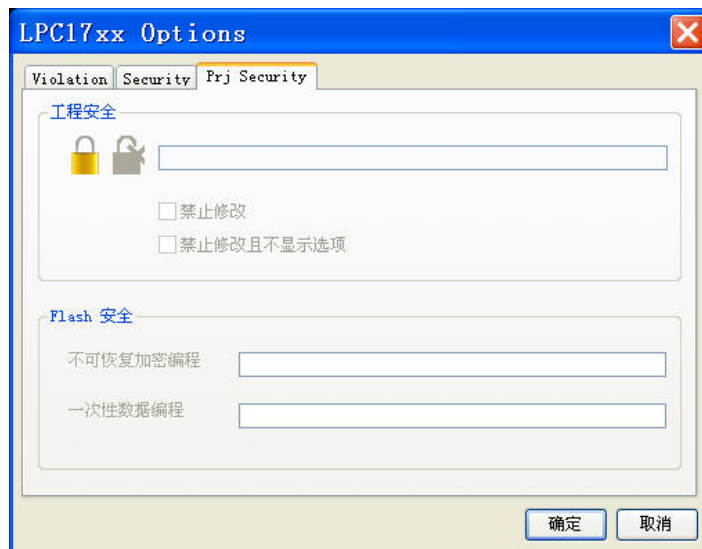 LPC17xx Options
Violation Security Prj Security
工程安全
禁止修改
禁止修改且不显示选项
Flash 安全
不可恢复加密编程
一次性数据编程
确定 取消